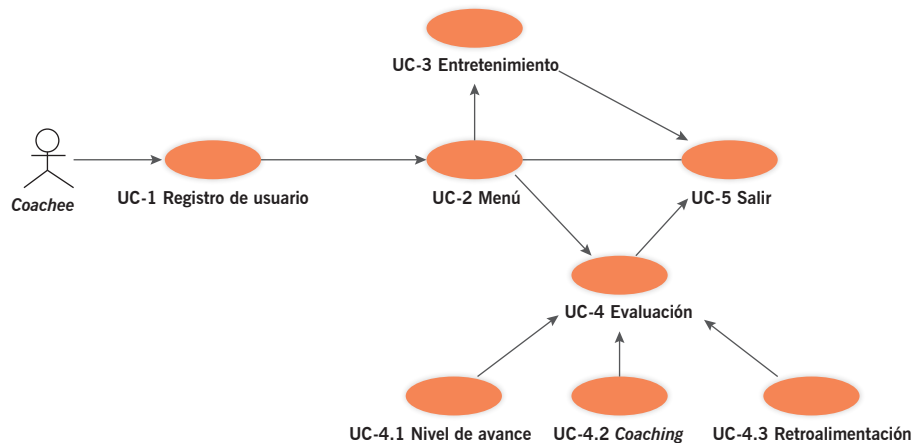 UC-3 Entretenimiento
Coachee
UC-1 Registro de usuario
UC-2 Menú
UC-5 Salir
UC-4 Evaluación
UC-4.1 Nivel de avance
UC-4.2 Coaching
UC-4.3 Retroalimentación